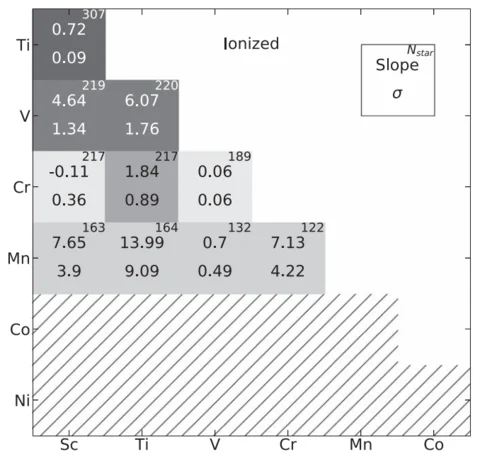 307
Ti 0.72 Ionized N_star
0.09 Slope
σ
219 220
V 4.64 6.07
1.34 1.76
217 217 189
Cr -0.11 1.84 0.06
0.36 0.89 0.06
163 164 132 122
Mn 7.65 13.99 0.7 7.13
3.9 9.09 0.49 4.22
Co
Ni
Sc Ti V Cr Mn Co